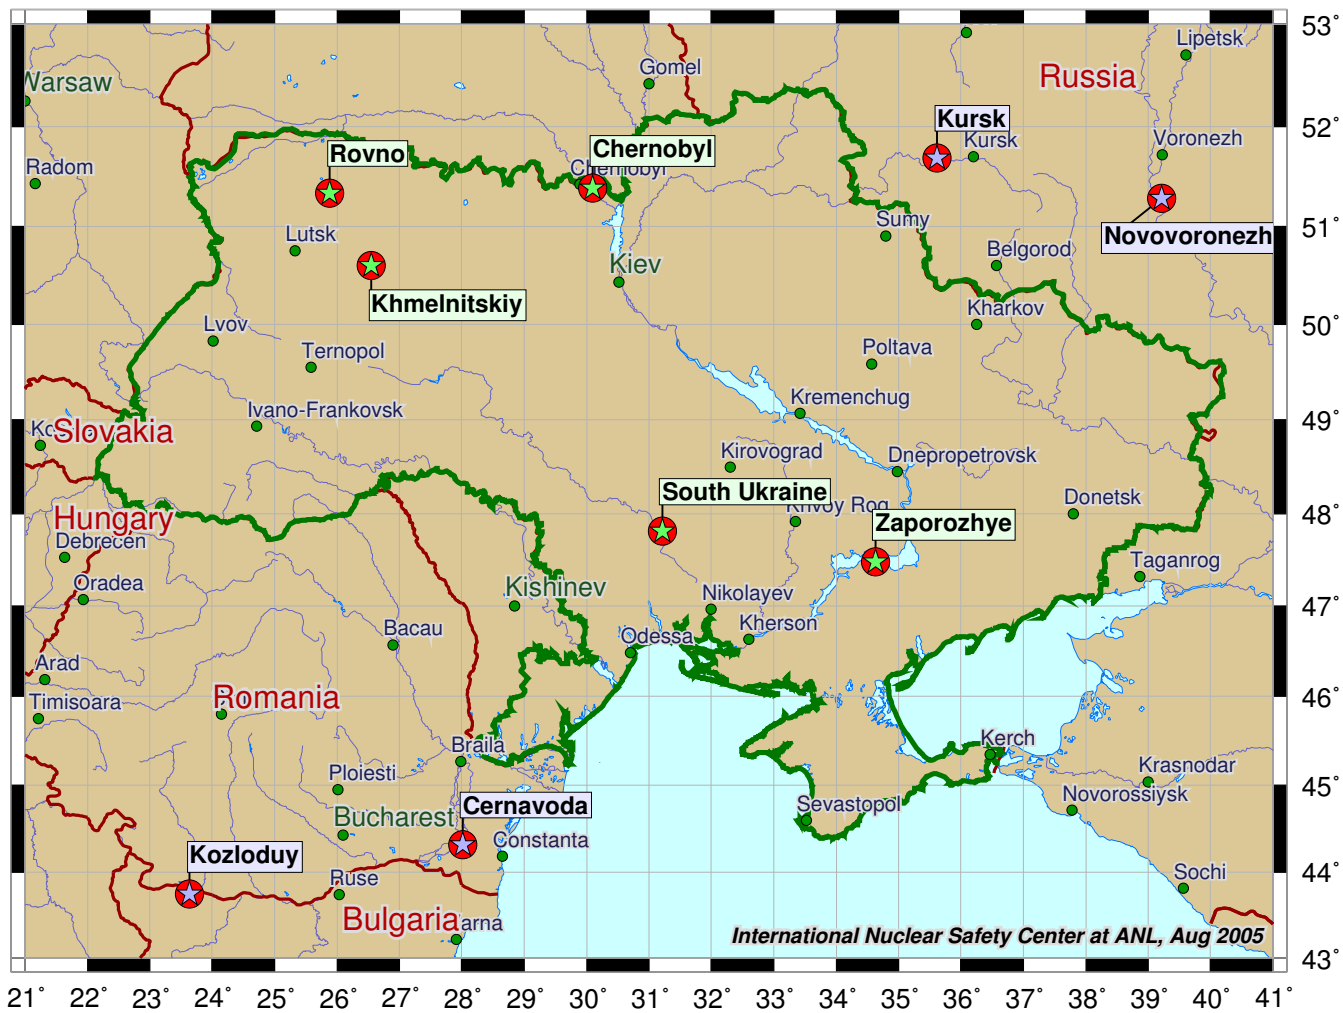 53°
Lipetsk
Gomel
Russia
Warsaw
Kursk
52°
Voronezh
Kursk
Chernobyl
Rovno
Radom
Chernobyl
Sumy
Lutsk
Novovoronezh
51°
Belgorod
Kiev
Khmelnitskiy
Kharkov
Lvov
50°
Ternopol
Poltava
Kremenchug
Ivano-Frankovsk
49°
Slovakia
Kirovograd
Dnepropetrovsk
South Ukraine
Krivoy Rog
Donetsk
Hungary
48°
Zaporozhye
Debrecen
Taganrog
Oradea
Kishinev
Nikolayev
47°
Kherson
Bacau
Odessa
Arad
Romania
46°
Timisoara
Kerch
Braila
Krasnodar
Ploiesti
45°
Novorossiysk
Cernavoda
Sevastopol
Bucharest
Constanta
Kozloduy
44°
Sochi
Ruse
Bulgaria
arna
International Nuclear Safety Center at ANL, Aug 2005
43°
21° 22° 23° 24° 25° 26° 27° 28° 29° 30° 31° 32° 33° 34° 35° 36° 37° 38° 39° 40° 41°